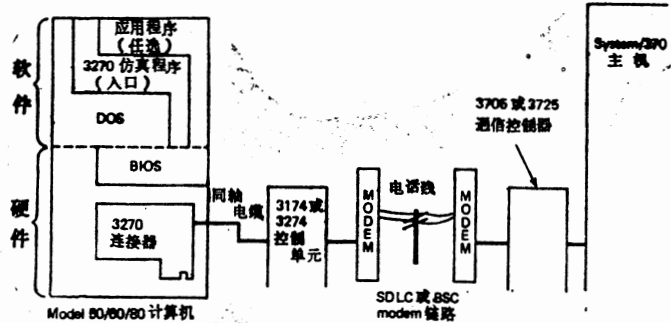 软件
应用程序
(任选)
3270 仿真程序
(入口)
DOS
硬件
BIOS
3270
连接器
Model 60/60/80 计算机
同轴
电缆
3174 或
3274
控制
单元
MODEM
电话线
MODEM
SDLC 或 BSC
modem 链路
3706 或 3725
通信控制器
System/370
主 机